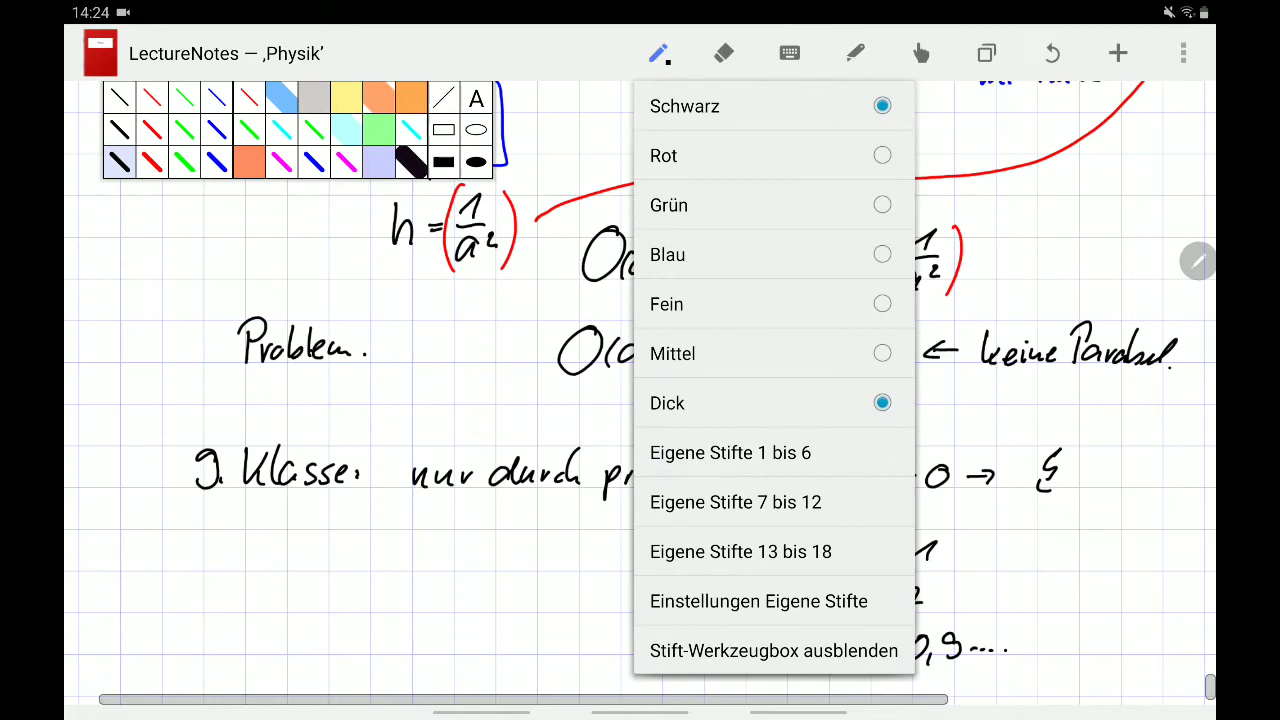 14:24
LectureNotes — ‚Physik’
A
Schwarz
Rot
Grün
Blau
Fein
Mittel
Dick
Eigene Stifte 1 bis 6
Eigene Stifte 7 bis 12
Eigene Stifte 13 bis 18
Einstellungen Eigene Stifte
Stift-Werkzeugbox ausblenden
h = (1/a²)
Problem.
← keine Parabel.
9. Klasse: nur durch
0 →
1
2
0,9....